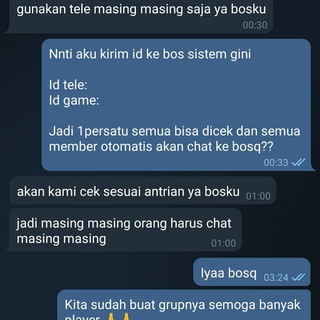 gunakan tele masing masing saja ya bosku
00:30
Nnti aku kirim id ke bos sistem gini
Id tele:
Id game:
Jadi 1persatu semua bisa dicek dan semua
member otomatis akan chat ke bosq??
00:33
akan kami cek sesuai antrian ya bosku 01:00
jadi masing masing orang harus chat
masing masing 01:00
Iyaa bosq 03:24
Kita sudah buat grupnya semoga banyak
player 🙏🙏